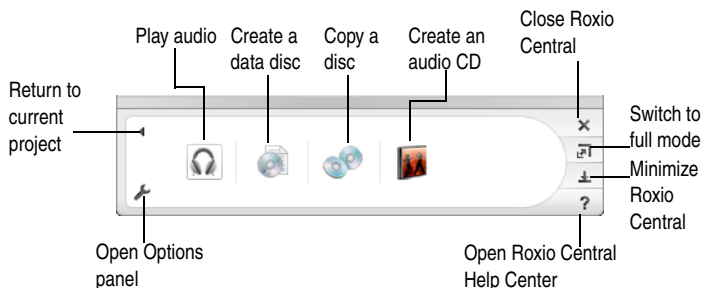 Play audio
Create a
data disc
Copy a
disc
Create an
audio CD
Close Roxio
Central
Return to
current
project
Switch to
full mode
Minimize
Roxio
Central
?
Open Options
panel
Open Roxio Central
Help Center